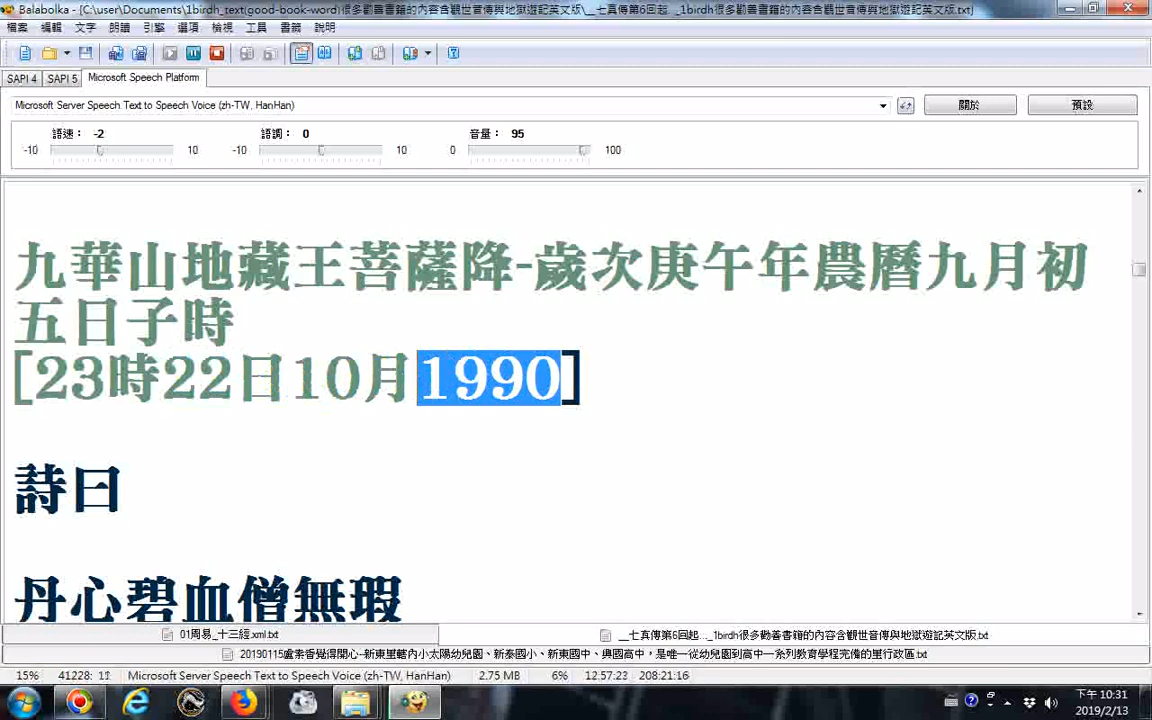 Balabolka - [C:\user\Documents\1birdh_text(good-book-word)很多勸善書籍的內容含觀世音傳與地獄遊記英文版\__七真傳第6回起..._1birdh很多勸善書籍的內容含觀世音傳與地獄遊記英文版.txt]
檔案 編輯 文字 朗讀 引擎 選項 檢視 工具 書籤 說明
SAPI 4 SAPI 5 Microsoft Speech Platform
Microsoft Server Speech Text to Speech Voice (zh-TW, HanHan) 關於 預設
語速： -2 語調： 0 音量： 95
-10 10 -10 10 0 100
九華山地藏王菩薩降-歲次庚午年農曆九月初
五日子時
[23時22日10月1990]
詩曰
丹心碧血僧無瑕
01周易_十三經.xml.txt __七真傳第6回起..._1birdh很多勸善書籍的內容含觀世音傳與地獄遊記英文版.txt
20190115盧素香覺得開心-新東里轄內小太陽幼兒園、新泰國小、新東國中、興國高中，是唯一從幼兒園到高中一系列教育學程完備的里行政區.txt
15% 41228: 11 Microsoft Server Speech Text to Speech Voice (zh-TW, HanHan) 2.75 MB 6% 12:57:23 208:21:16
下午 10:31
2019/2/13